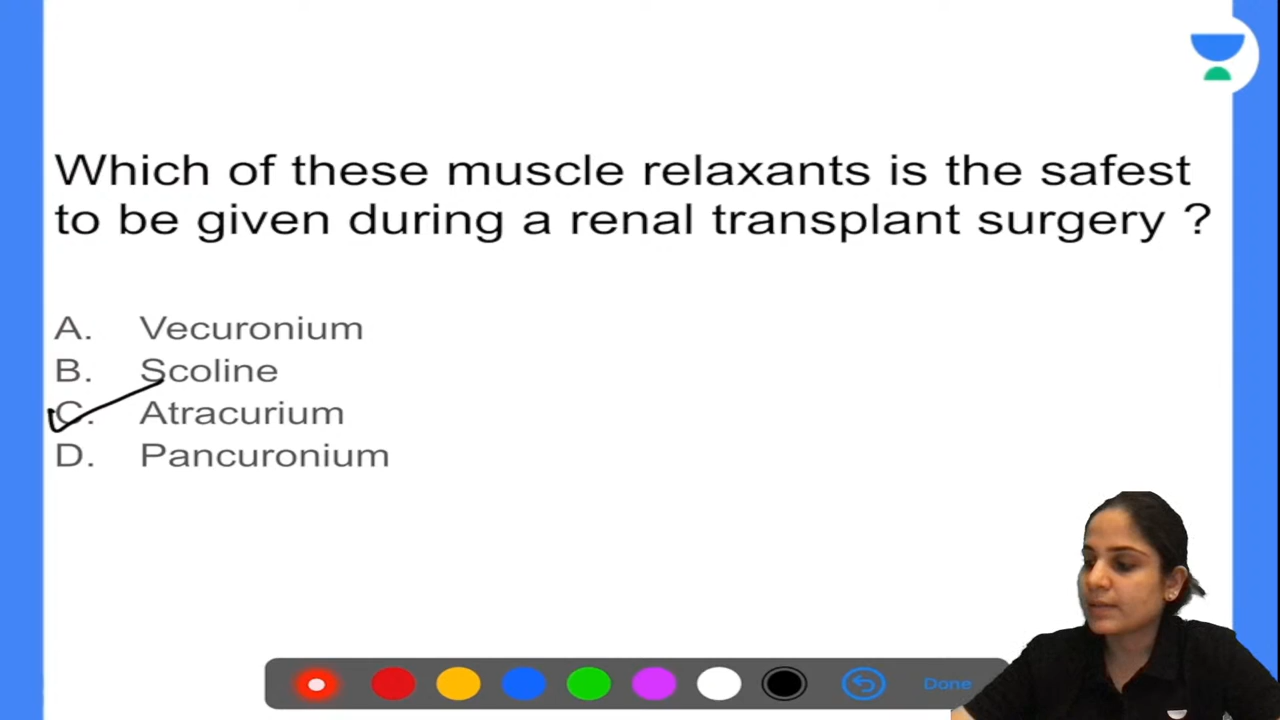 Which of these muscle relaxants is the safest
to be given during a renal transplant surgery ?
A. Vecuronium
B. Scoline
C. Atracurium
D. Pancuronium
Done